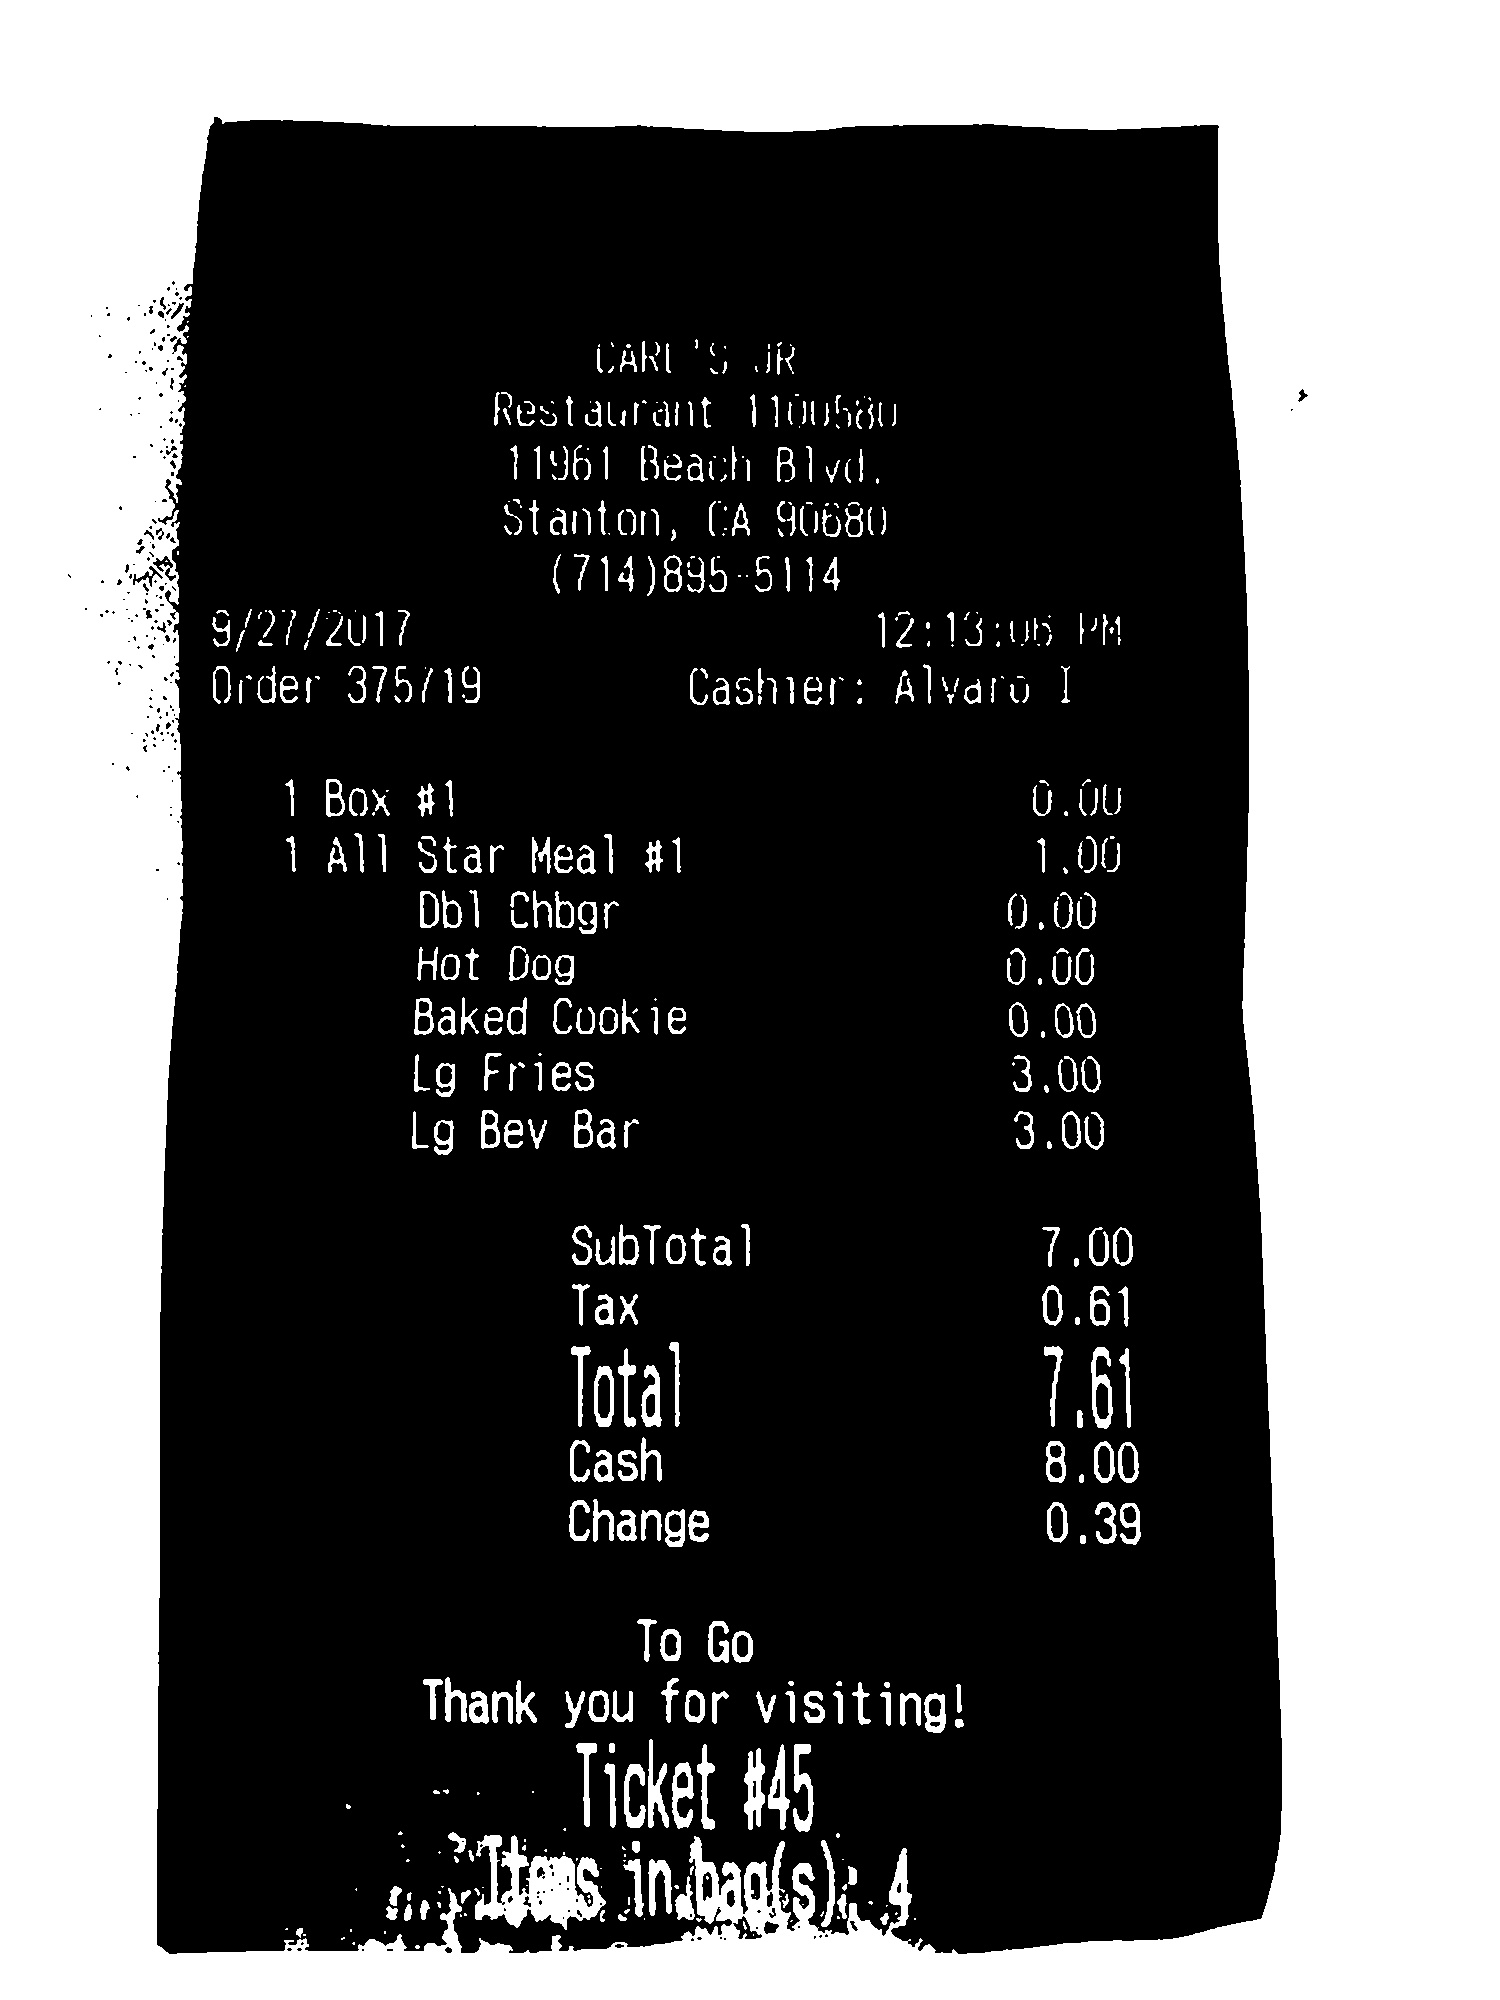 CARL'S JR
Restaurant 1100580
11961 Beach Blvd.
Stanton, CA 90680
(714)895-5114
9/27/2017 12:13:06 PM
Order 375719 Cashier: Alvaro I
1 Box #1 0.00
1 All Star Meal #1 1.00
Dbl Chbgr 0.00
Hot Dog 0.00
Baked Cookie 0.00
Lg Fries 3.00
Lg Bev Bar 3.00
SubTotal 7.00
Tax 0.61
Total 7.61
Cash 8.00
Change 0.39
To Go
Thank you for visiting!
Ticket #45
Items in bag(s): 4